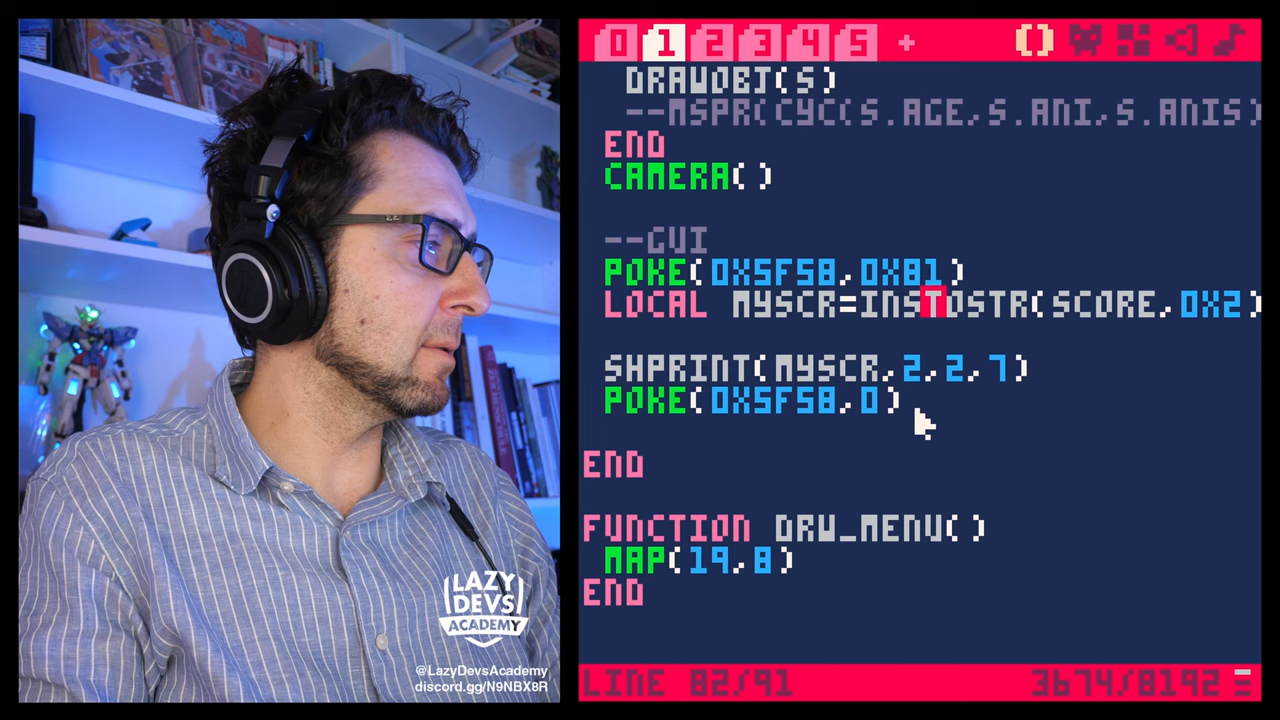 0 1 2 3 4 5 +
DRAWOBJ(S)
--MSPR(CYC(S.AGE,S.ANI,S.ANIS)
END
CAMERA()
--GUI
POKE(0X5F58,0X81)
LOCAL MYSCR=INSTOSTR(SCORE,0X2)
SHPRINT(MYSCR,2,2,7)
POKE(0X5F58,0)
END
FUNCTION DRW_MENU()
MAP(19,8)
END
LINE 82/91
3674/8192
LAZY
DEVS
ACADEMY
@LazyDevsAcademy
discord.gg/N9NBX8R